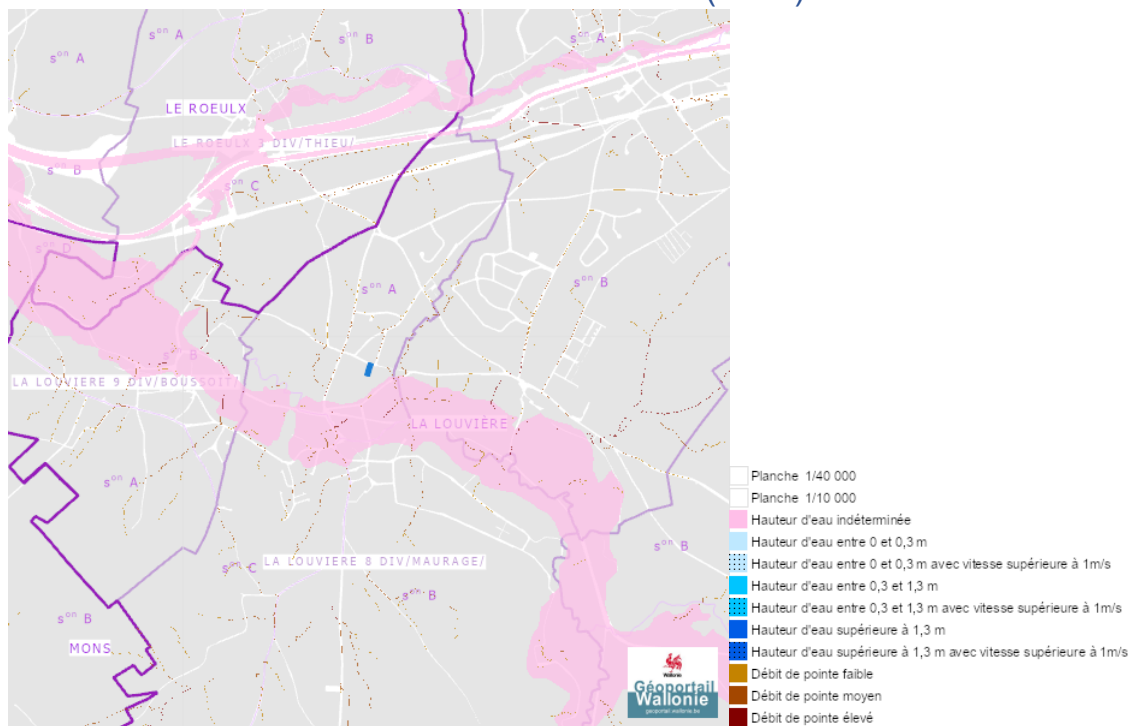 sᵒⁿ A
sᵒⁿ B
sᵒⁿ A
sᵒⁿ A
LE ROEULX
LE ROEULX 3 DIV/THIEU/
sᵒⁿ B
sᵒⁿ C
sᵒⁿ D
sᵒⁿ A
sᵒⁿ B
sᵒⁿ B
LA LOUVIERE 9 DIV/BOUSSOIT/
LA LOUVIÈRE
Planche 1/40 000
sᵒⁿ A
Planche 1/10 000
Hauteur d'eau indéterminée
Hauteur d'eau entre 0 et 0,3 m
sᵒⁿ B
LA LOUVIERE 8 DIV/MAURAGE/
Hauteur d'eau entre 0 et 0,3 m avec vitesse supérieure à 1m/s
sᵒⁿ C
Hauteur d'eau entre 0,3 et 1,3 m
sᵒⁿ B
Hauteur d'eau entre 0,3 et 1,3 m avec vitesse supérieure à 1m/s
sᵒⁿ B
Hauteur d'eau supérieure à 1,3 m
MONS
Hauteur d'eau supérieure à 1,3 m avec vitesse supérieure à 1m/s
Wallonie
Débit de pointe faible
Géoportail
Wallonie
Débit de pointe moyen
geoportail.wallonie.be
Débit de pointe élevé